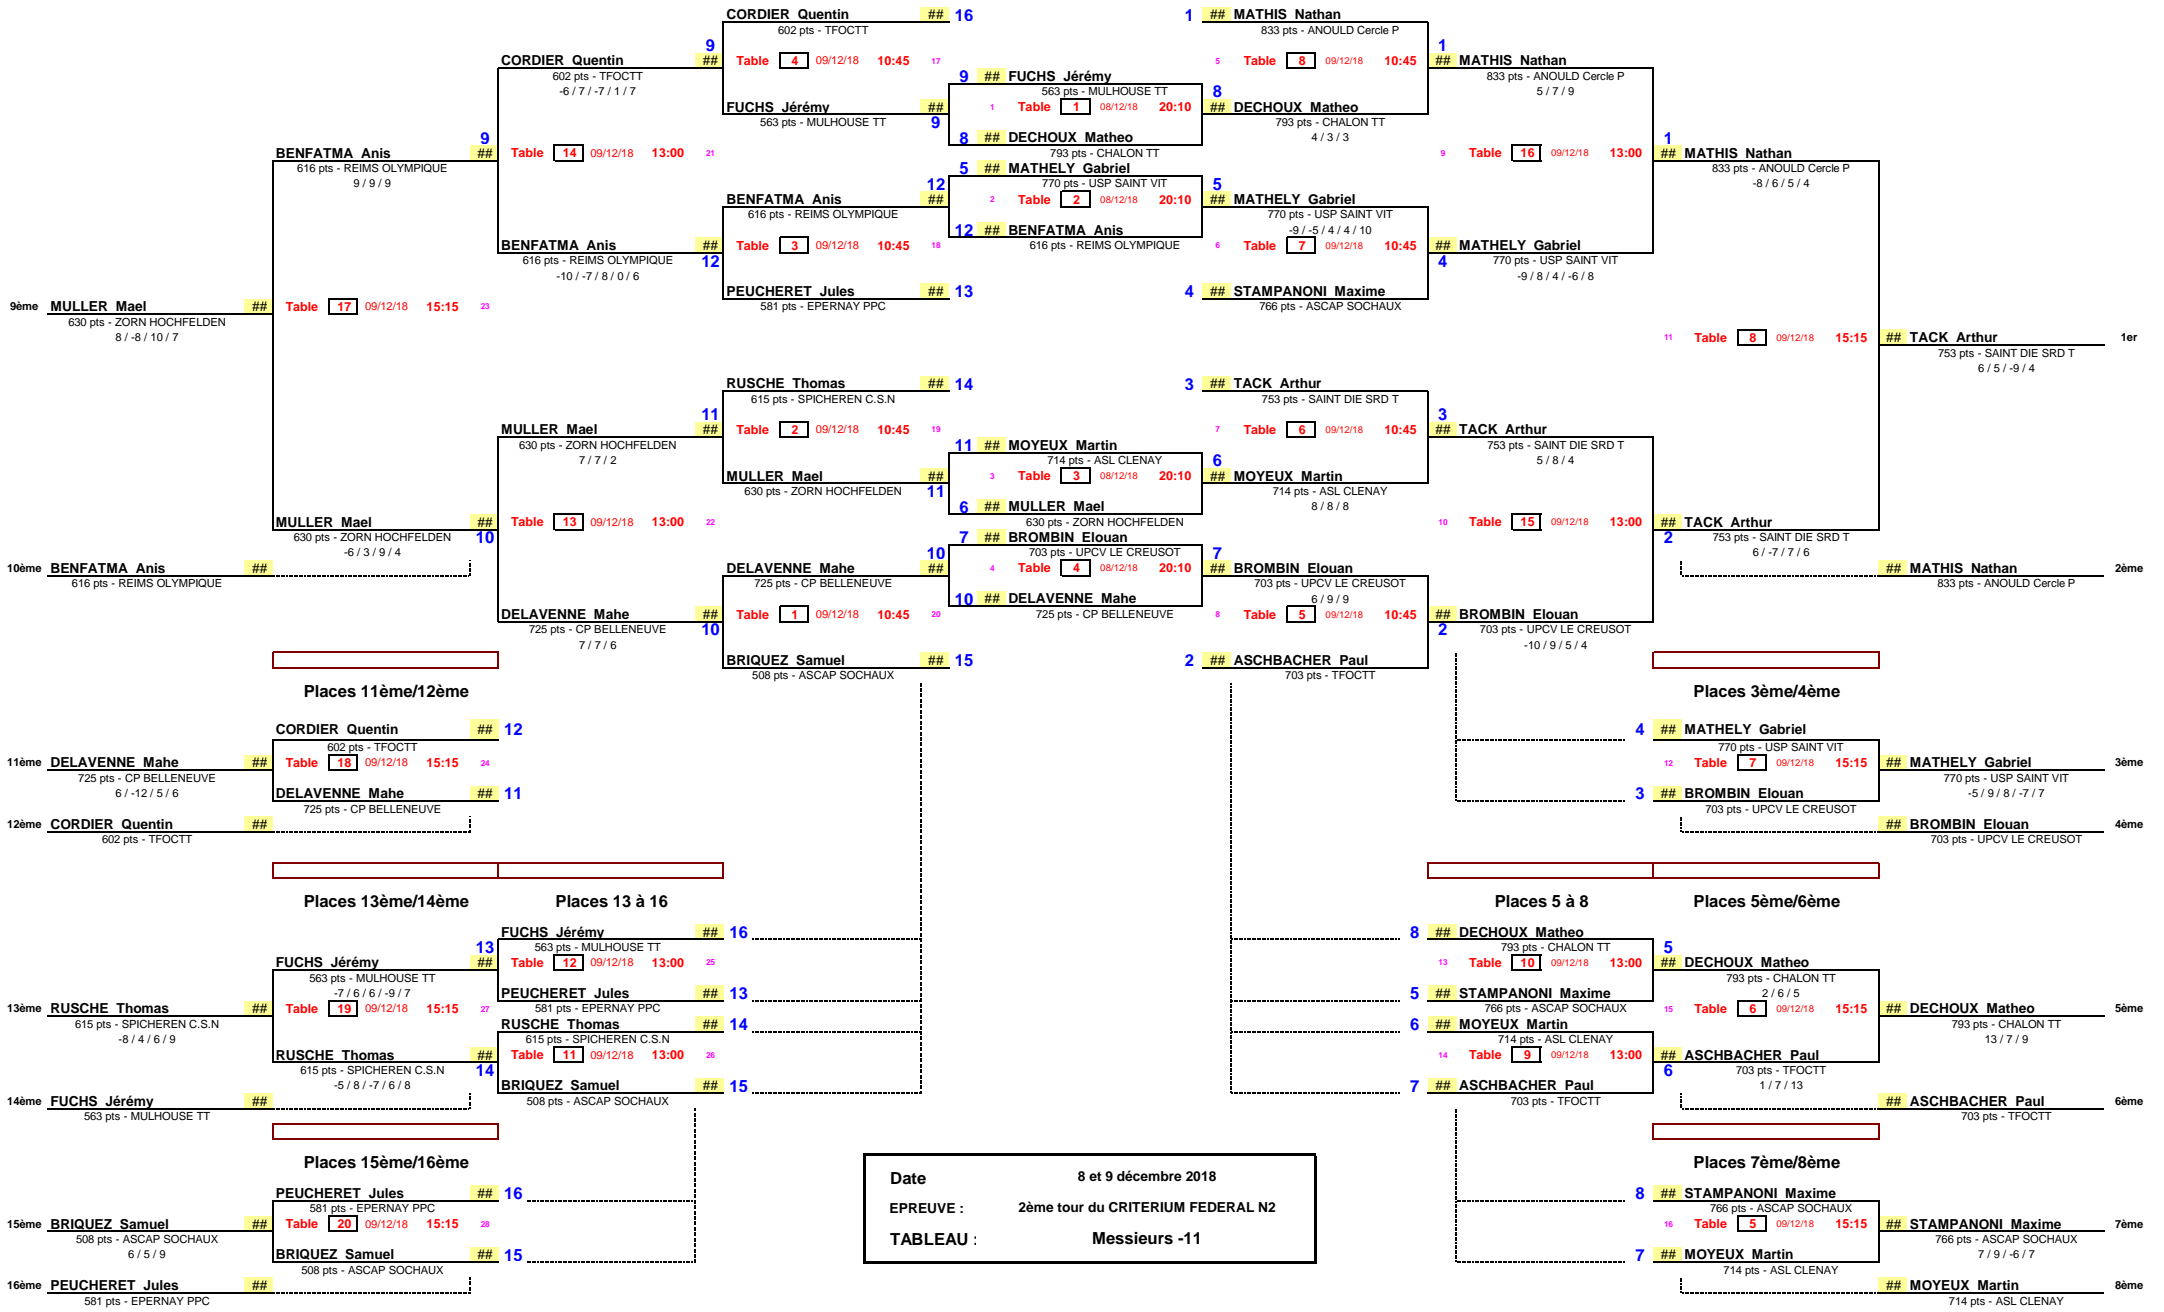 CORDIER Quentin ## 16
602 pts - TFOCTT
9
CORDIER Quentin ##
602 pts - TFOCTT
-6 / 7 / -7 / 1 / 7
Table 4 09/12/18 10:45 17
FUCHS Jérémy ##
563 pts - MULHOUSE TT
9
9
BENFATMA Anis ##
616 pts - REIMS OLYMPIQUE
9 / 9 / 9
Table 14 09/12/18 13:00 21
BENFATMA Anis ##
616 pts - REIMS OLYMPIQUE
12
Table 3 09/12/18 10:45 18
BENFATMA Anis ##
616 pts - REIMS OLYMPIQUE
12
-10 / -7 / 8 / 0 / 6
PEUCHERET Jules ## 13
581 pts - EPERNAY PPC
9ème MULLER Mael ##
630 pts - ZORN HOCHFELDEN
8 / -8 / 10 / 7
Table 17 09/12/18 15:15 23
RUSCHE Thomas ## 14
615 pts - SPICHEREN C.S.N
11
MULLER Mael ##
630 pts - ZORN HOCHFELDEN
7 / 7 / 2
Table 2 09/12/18 10:45 19
MULLER Mael ##
630 pts - ZORN HOCHFELDEN
11
MULLER Mael ##
630 pts - ZORN HOCHFELDEN
10
-6 / 3 / 9 / 4
Table 13 09/12/18 13:00 22
10ème BENFATMA Anis ##
616 pts - REIMS OLYMPIQUE
10
DELAVENNE Mahe ##
725 pts - CP BELLENEUVE
Table 1 09/12/18 10:45 20
DELAVENNE Mahe ##
725 pts - CP BELLENEUVE
10
7 / 7 / 6
BRIQUEZ Samuel ## 15
508 pts - ASCAP SOCHAUX
1 ## MATHIS Nathan
833 pts - ANOULD Cercle P
1
5 Table 8 09/12/18 10:45
## MATHIS Nathan
833 pts - ANOULD Cercle P
5 / 7 / 9
9 ## FUCHS Jérémy
563 pts - MULHOUSE TT
1 Table 1 08/12/18 20:10
8 ## DECHOUX Matheo
793 pts - CHALON TT
8
## DECHOUX Matheo
793 pts - CHALON TT
4 / 3 / 3
5 ## MATHELY Gabriel
770 pts - USP SAINT VIT
2 Table 2 08/12/18 20:10
12 ## BENFATMA Anis
616 pts - REIMS OLYMPIQUE
5
## MATHELY Gabriel
770 pts - USP SAINT VIT
-9 / -5 / 4 / 4 / 10
6 Table 7 09/12/18 10:45
## MATHELY Gabriel
4
770 pts - USP SAINT VIT
-9 / 8 / 4 / -6 / 8
4 ## STAMPANONI Maxime
766 pts - ASCAP SOCHAUX
9 Table 16 09/12/18 13:00
1
## MATHIS Nathan
833 pts - ANOULD Cercle P
-8 / 6 / 5 / 4
11 Table 8 09/12/18 15:15
## TACK Arthur 1er
753 pts - SAINT DIE SRD T
6 / 5 / -9 / 4
3 ## TACK Arthur
753 pts - SAINT DIE SRD T
3
7 Table 6 09/12/18 10:45
## TACK Arthur
753 pts - SAINT DIE SRD T
5 / 8 / 4
11 ## MOYEUX Martin
714 pts - ASL CLENAY
3 Table 3 08/12/18 20:10
6 ## MULLER Mael
630 pts - ZORN HOCHFELDEN
6
## MOYEUX Martin
714 pts - ASL CLENAY
8 / 8 / 8
7 ## BROMBIN Elouan
703 pts - UPCV LE CREUSOT
4 Table 4 08/12/18 20:10
10 ## DELAVENNE Mahe
725 pts - CP BELLENEUVE
7
## BROMBIN Elouan
703 pts - UPCV LE CREUSOT
6 / 9 / 9
8 Table 5 09/12/18 10:45
## BROMBIN Elouan
2
703 pts - UPCV LE CREUSOT
-10 / 9 / 5 / 4
2 ## ASCHBACHER Paul
703 pts - TFOCTT
10 Table 15 09/12/18 13:00
## TACK Arthur
2
753 pts - SAINT DIE SRD T
6 / -7 / 7 / 6
## MATHIS Nathan 2ème
833 pts - ANOULD Cercle P
Places 11ème/12ème
CORDIER Quentin ## 12
602 pts - TFOCTT
11ème DELAVENNE Mahe ##
725 pts - CP BELLENEUVE
6 / -12 / 5 / 6
Table 18 09/12/18 15:15 24
DELAVENNE Mahe ## 11
725 pts - CP BELLENEUVE
12ème CORDIER Quentin ##
602 pts - TFOCTT
Places 3ème/4ème
4 ## MATHELY Gabriel
770 pts - USP SAINT VIT
12 Table 7 09/12/18 15:15
## MATHELY Gabriel 3ème
770 pts - USP SAINT VIT
-5 / 9 / 8 / -7 / 7
3 ## BROMBIN Elouan
703 pts - UPCV LE CREUSOT
## BROMBIN Elouan 4ème
703 pts - UPCV LE CREUSOT
Places 13ème/14ème Places 13 à 16
FUCHS Jérémy ## 16
563 pts - MULHOUSE TT
13
FUCHS Jérémy ##
563 pts - MULHOUSE TT
-7 / 6 / 6 / -9 / 7
Table 12 09/12/18 13:00 25
PEUCHERET Jules ## 13
581 pts - EPERNAY PPC
13ème RUSCHE Thomas ##
615 pts - SPICHEREN C.S.N
-8 / 4 / 6 / 9
Table 19 09/12/18 15:15 27
RUSCHE Thomas ## 14
615 pts - SPICHEREN C.S.N
Table 11 09/12/18 13:00 26
RUSCHE Thomas ##
615 pts - SPICHEREN C.S.N
14
-5 / 8 / -7 / 6 / 8
BRIQUEZ Samuel ## 15
508 pts - ASCAP SOCHAUX
14ème FUCHS Jérémy ##
563 pts - MULHOUSE TT
Places 5 à 8 Places 5ème/6ème
8 ## DECHOUX Matheo
793 pts - CHALON TT
13 Table 10 09/12/18 13:00
5
## DECHOUX Matheo
793 pts - CHALON TT
2 / 6 / 5
5 ## STAMPANONI Maxime
766 pts - ASCAP SOCHAUX
15 Table 6 09/12/18 15:15
## DECHOUX Matheo 5ème
793 pts - CHALON TT
13 / 7 / 9
6 ## MOYEUX Martin
714 pts - ASL CLENAY
14 Table 9 09/12/18 13:00
## ASCHBACHER Paul
6
703 pts - TFOCTT
1 / 7 / 13
7 ## ASCHBACHER Paul
703 pts - TFOCTT
## ASCHBACHER Paul 6ème
703 pts - TFOCTT
Places 15ème/16ème
PEUCHERET Jules ## 16
581 pts - EPERNAY PPC
15ème BRIQUEZ Samuel ##
508 pts - ASCAP SOCHAUX
6 / 5 / 9
Table 20 09/12/18 15:15 28
BRIQUEZ Samuel ## 15
508 pts - ASCAP SOCHAUX
16ème PEUCHERET Jules ##
581 pts - EPERNAY PPC
Date 8 et 9 décembre 2018
EPREUVE : 2ème tour du CRITERIUM FEDERAL N2
TABLEAU : Messieurs -11
Places 7ème/8ème
8 ## STAMPANONI Maxime
766 pts - ASCAP SOCHAUX
16 Table 5 09/12/18 15:15
## STAMPANONI Maxime 7ème
766 pts - ASCAP SOCHAUX
7 / 9 / -6 / 7
7 ## MOYEUX Martin
714 pts - ASL CLENAY
## MOYEUX Martin 8ème
714 pts - ASL CLENAY